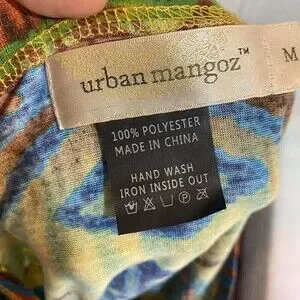 urban mangoz™
M
100% POLYESTER
MADE IN CHINA
HAND WASH
IRON INSIDE OUT